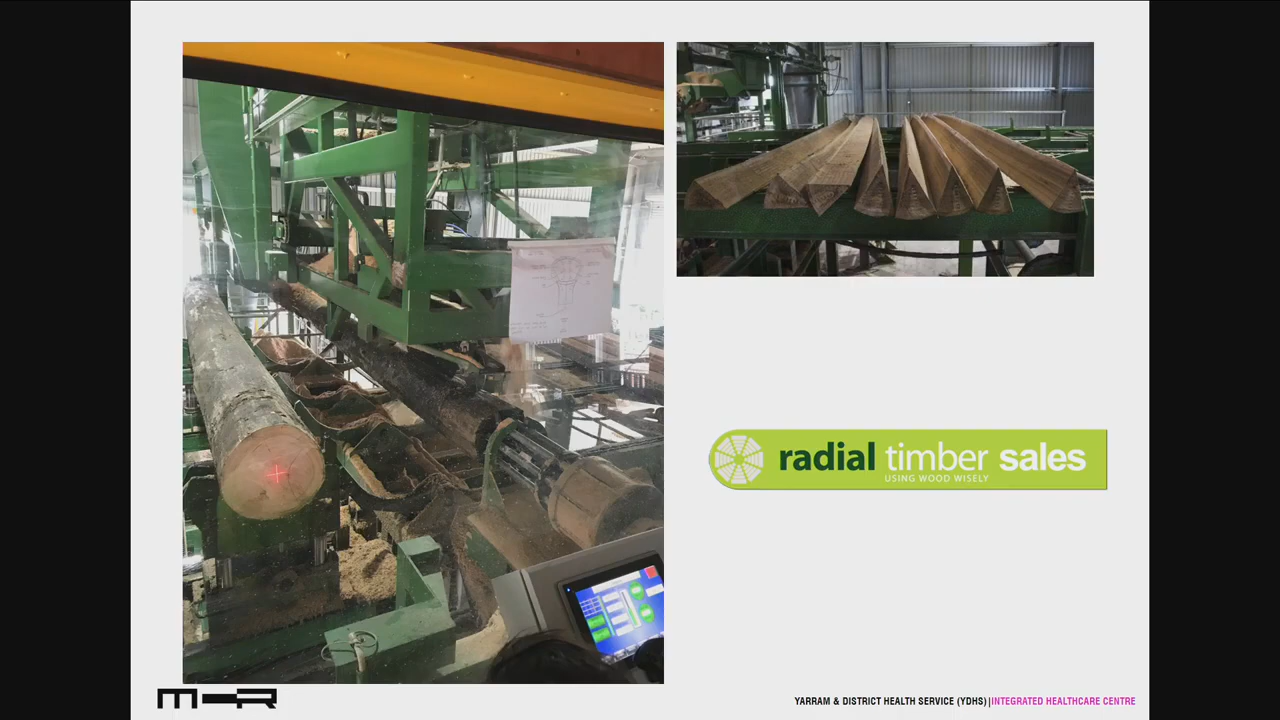 radial timber sales
USING WOOD WISELY
M—R
YARRAM & DISTRICT HEALTH SERVICE (YDHS)|INTEGRATED HEALTHCARE CENTRE